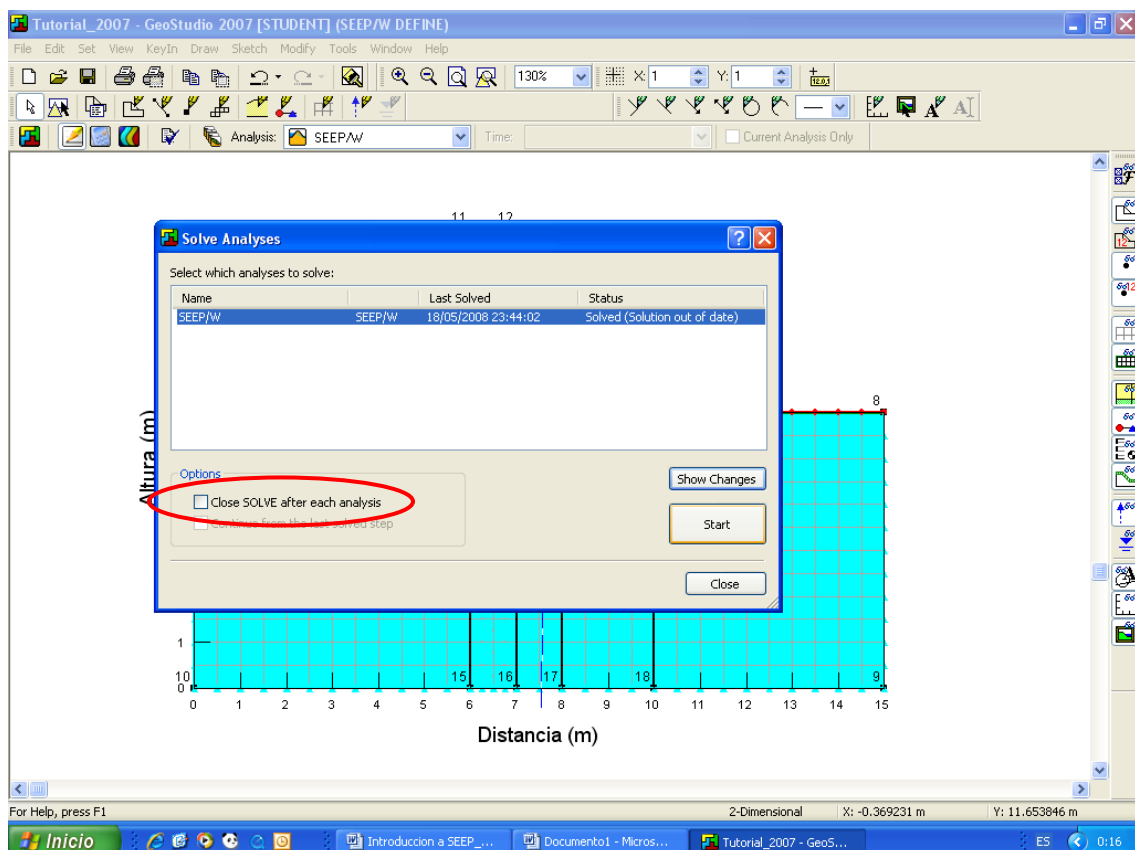 Tutorial_2007 - GeoStudio 2007 [STUDENT] (SEEP/W DEFINE)
File Edit Set View KeyIn Draw Sketch Modify Tools Window Help
130% X: 1 Y: 1
Analysis: SEEP/W Time: Current Analysis Only
11 12
Solve Analyses
Select which analyses to solve:
Name Last Solved Status
SEEP/W SEEP/W 18/05/2008 23:44:02 Solved (Solution out of date)
8
Altura (m)
Options
Close SOLVE after each analysis
Continue from the last solved step
Show Changes
Start
Close
1
10 15 16 17 18 9
0
0 1 2 3 4 5 6 7 8 9 10 11 12 13 14 15
Distancia (m)
For Help, press F1 2-Dimensional X: -0.369231 m Y: 11.653846 m
Inicio Introduccion a SEEP_... Documento1 - Micros... Tutorial_2007 - GeoS... ES 0:16